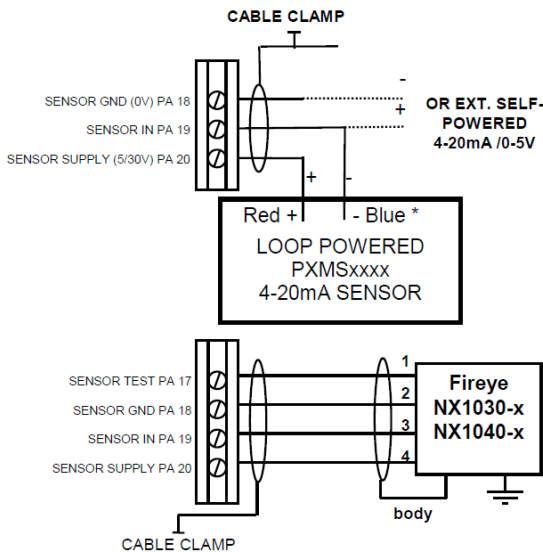 CABLE CLAMP
SENSOR GND (0V) PA 18
SENSOR IN PA 19
SENSOR SUPPLY (5/30V) PA 20
-
+
OR EXT. SELF-
POWERED
4-20mA /0-5V
+ -
Red + - Blue *
LOOP POWERED
PXMSxxxx
4-20mA SENSOR
SENSOR TEST PA 17
SENSOR GND PA 18
SENSOR IN PA 19
SENSOR SUPPLY PA 20
1
2
3
4
Fireye
NX1030-x
NX1040-x
body
CABLE CLAMP